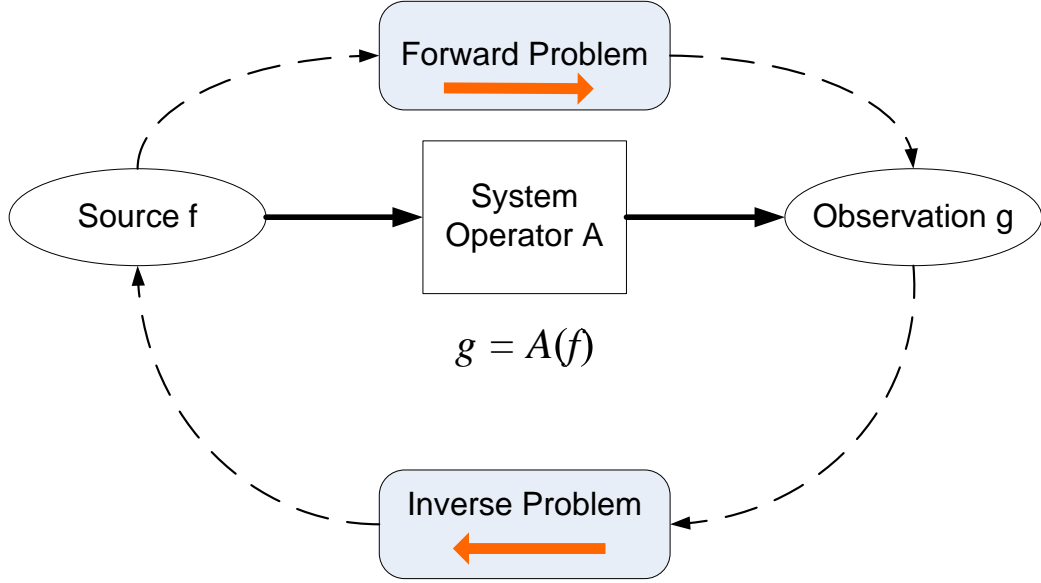 Forward Problem
Source f
System
Operator A
Observation g
g = A(f)
Inverse Problem